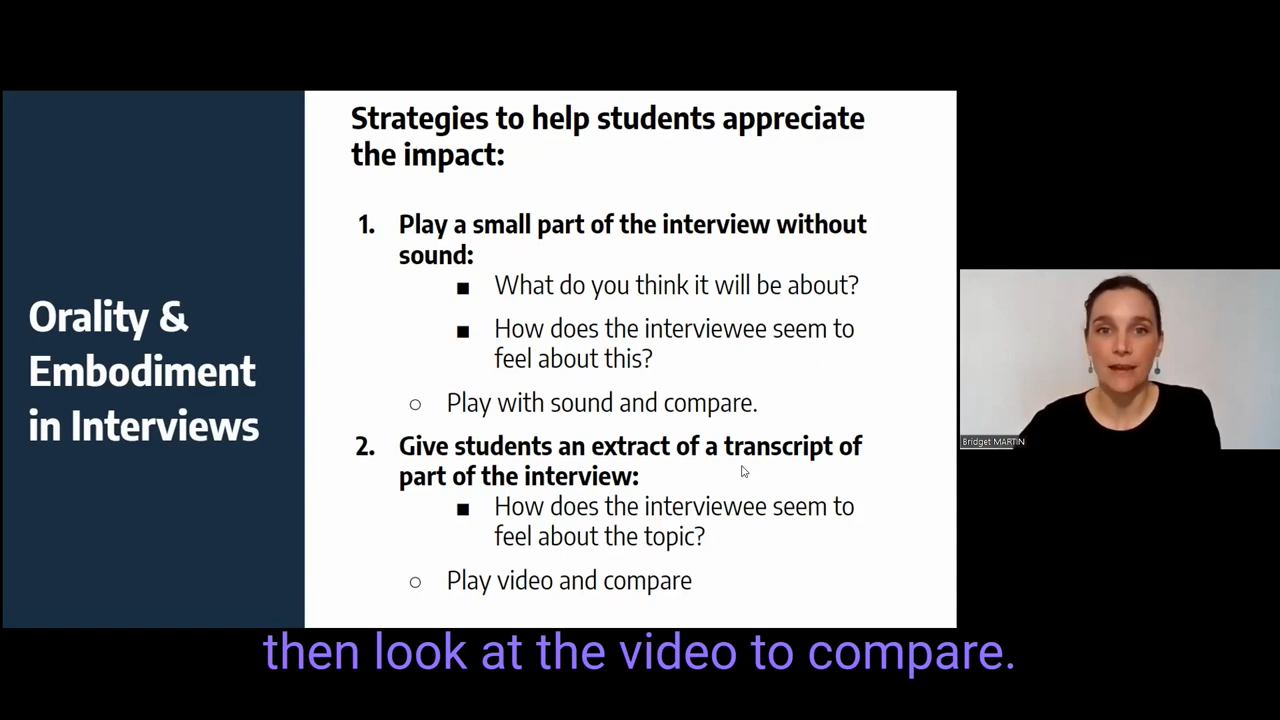 Orality &
Embodiment
in Interviews
Strategies to help students appreciate
the impact:
1. Play a small part of the interview without
sound:
■ What do you think it will be about?
■ How does the interviewee seem to
feel about this?
○ Play with sound and compare.
2. Give students an extract of a transcript of
part of the interview:
■ How does the interviewee seem to
feel about the topic?
○ Play video and compare
Bridget MARTIN
then look at the video to compare.